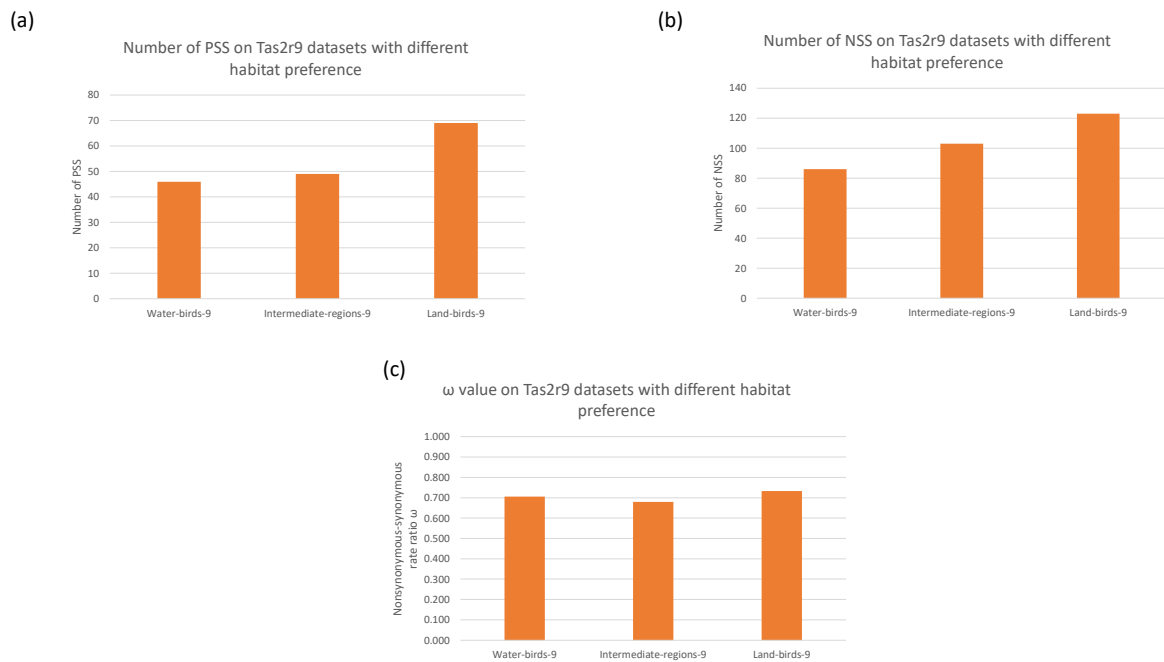 (a)
Number of PSS on Tas2r9 datasets with different
habitat preference
80
70
60
50
40
30
20
10
0
Number of PSS
Water-birds-9
Intermediate-regions-9
Land-birds-9
(b)
Number of NSS on Tas2r9 datasets with different
habitat preference
140
120
100
80
60
40
20
0
Number of NSS
Water-birds-9
Intermediate-regions-9
Land-birds-9
(c)
ω value on Tas2r9 datasets with different habitat
preference
1.000
0.900
0.800
0.700
0.600
0.500
0.400
0.300
0.200
0.100
0.000
Nonsynonymous-synonymous
rate ratio ω
Water-birds-9
Intermediate-regions-9
Land-birds-9